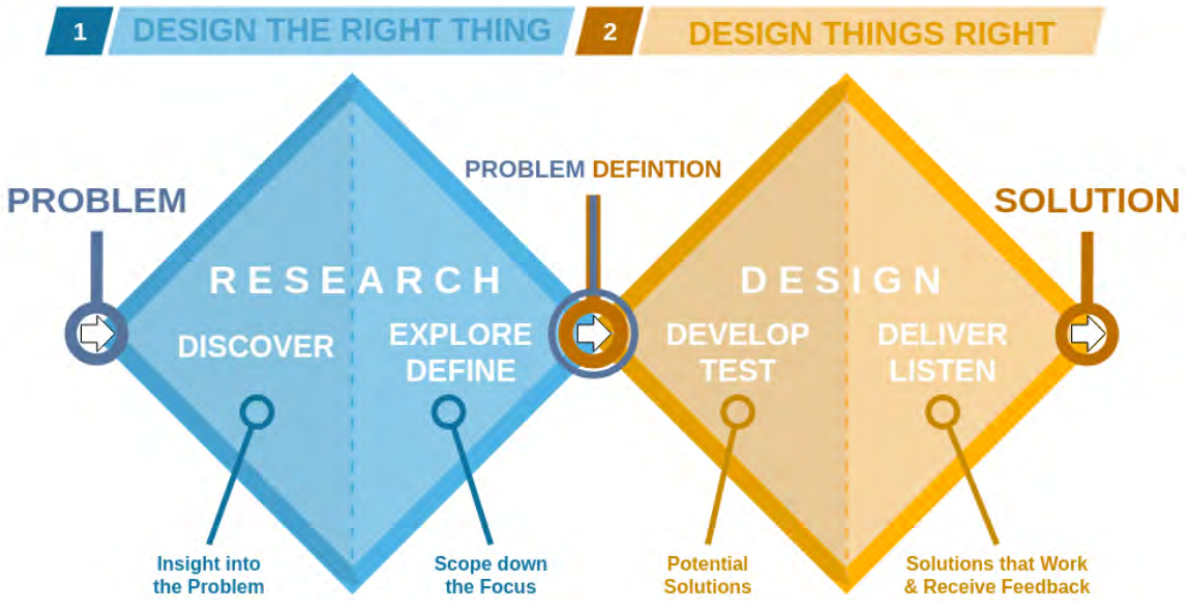 1 DESIGN THE RIGHT THING
2 DESIGN THINGS RIGHT
PROBLEM DEFINTION
PROBLEM
SOLUTION
RESEARCH
DESIGN
DISCOVER
EXPLORE
DEFINE
DEVELOP
TEST
DELIVER
LISTEN
Insight into
the Problem
Scope down
the Focus
Potential
Solutions
Solutions that Work
& Receive Feedback